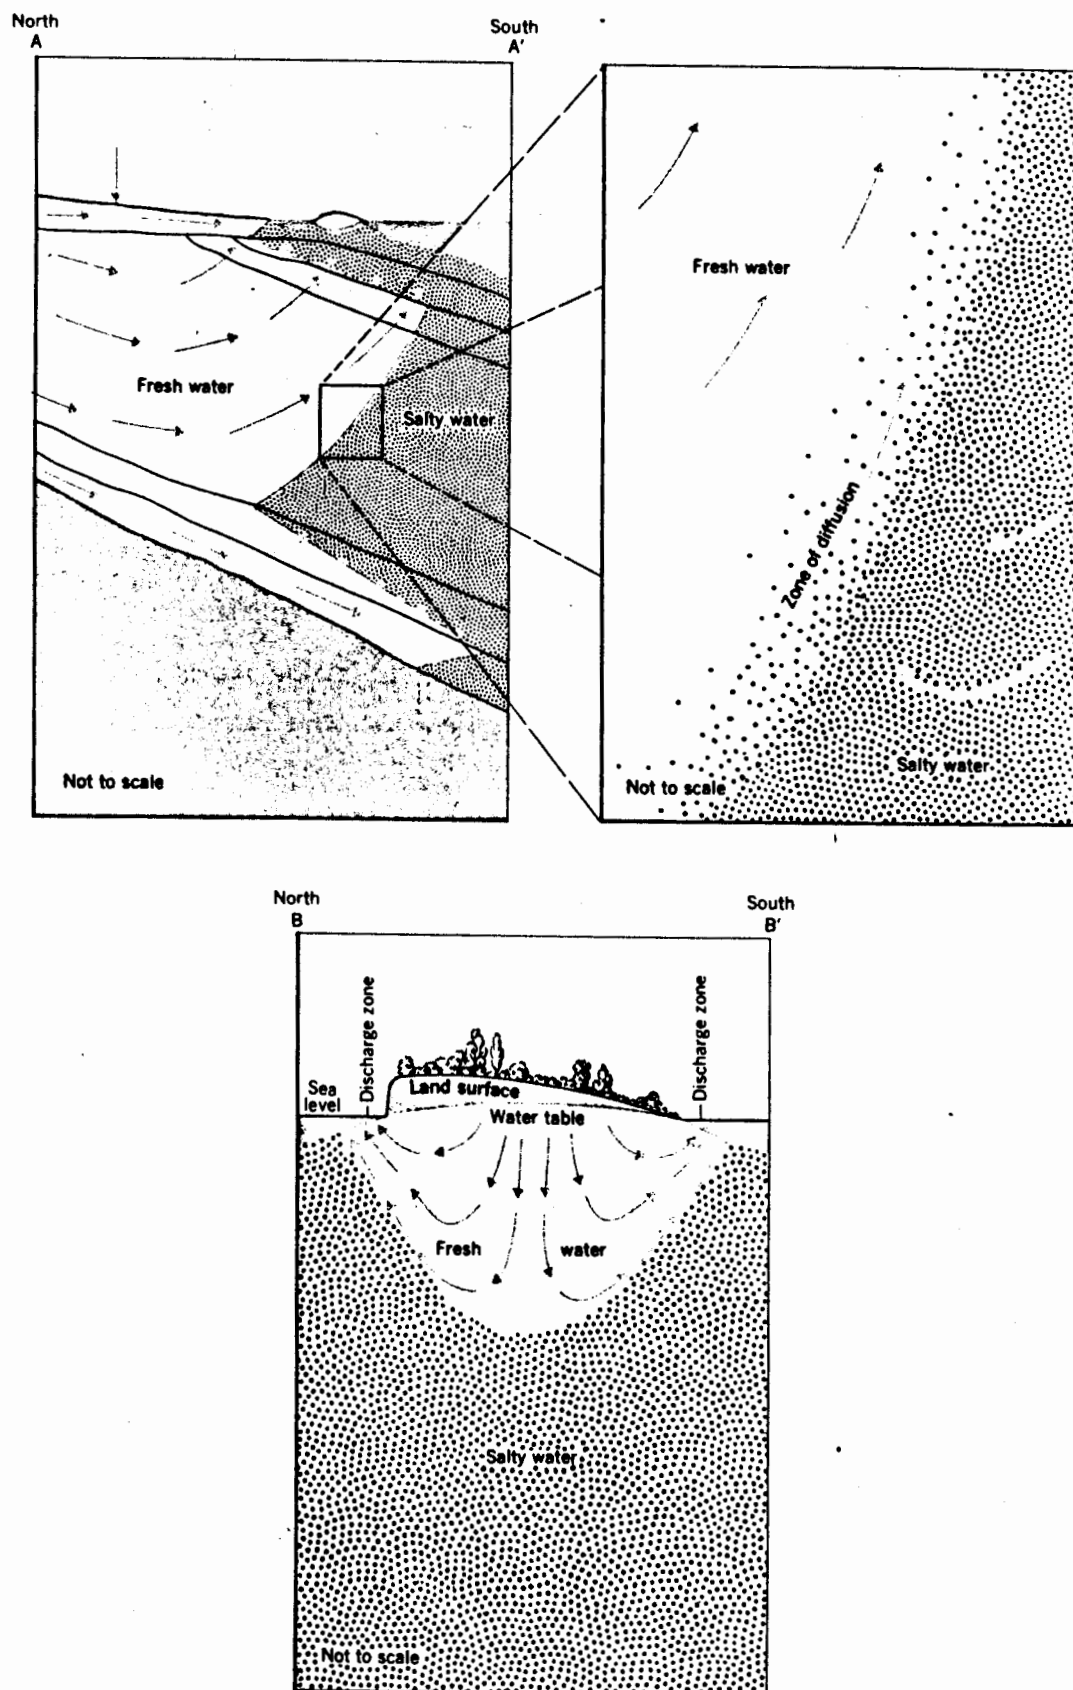 North
A
South
A'
Fresh water
Salty water
Not to scale
Fresh water
Zone of diffusion
Salty water
Not to scale
North
B
South
B'
Discharge zone
Discharge zone
Sea
level
Land surface
Water table
Fresh water
Salty water
Not to scale